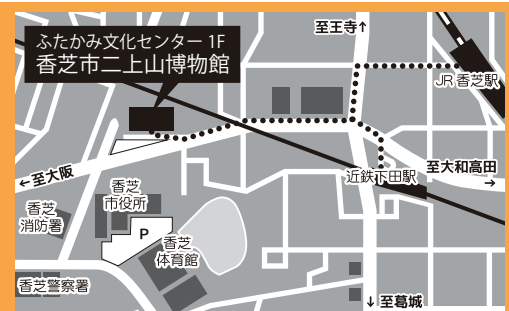 ふたかみ文化センター 1F
香芝市二上山博物館
至王寺↑
JR 香芝駅
近鉄下田駅
至大和高田
→
←至大阪
香芝
市役所
香芝
消防署
P
香芝
体育館
香芝警察署
↓至葛城